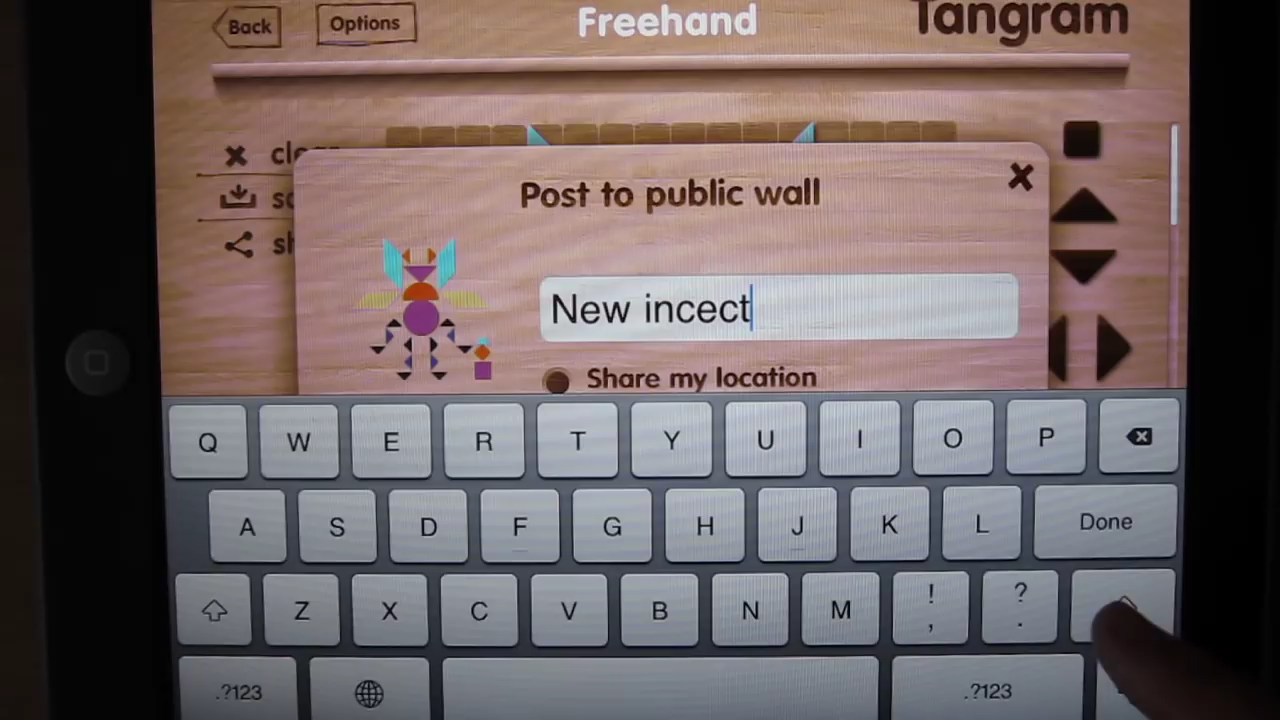 Back
Options
Freehand
Tangram
Post to public wall
New incect
Share my location
Q W E R T Y U I O P
A S D F G H J K L Done
Z X C V B N M ! , ? .
.?123 .?123